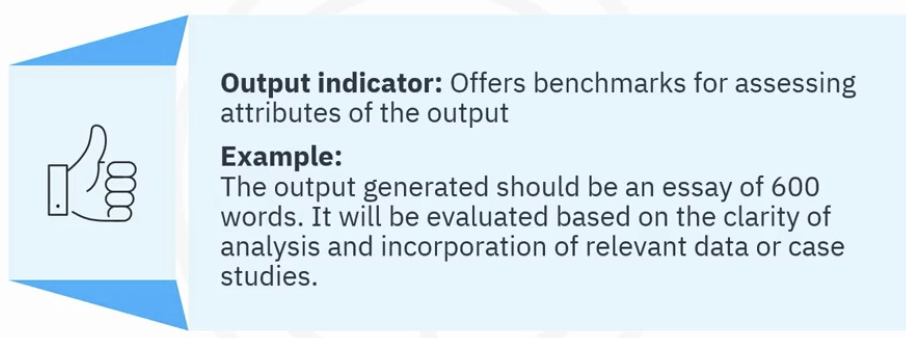 Output indicator: Offers benchmarks for assessing
attributes of the output
Example:
The output generated should be an essay of 600
words. It will be evaluated based on the clarity of
analysis and incorporation of relevant data or case
studies.